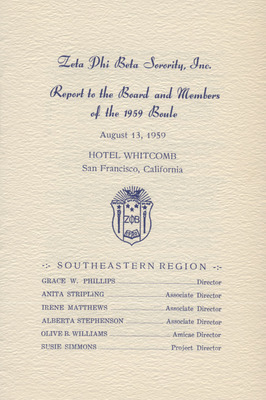 Zeta Phi Beta Sorority, Inc.
Report to the Board and Members
of the 1959 Boule
August 13, 1959
HOTEL WHITCOMB
San Francisco, California
ZΦB
-:- SOUTHEASTERN REGION -:-
GRACE W. PHILLIPS Director
ANITA STRIPLING Associate Director
IRENE MATTHEWS Associate Director
ALBERTA STEPHENSON Associate Director
OLIVE B. WILLIAMS Amicae Director
SUSIE SIMMONS Project Director